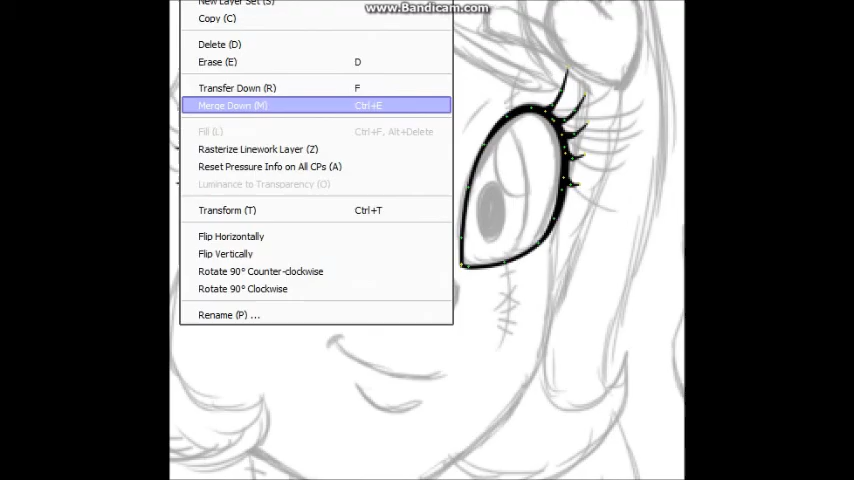 www.Bandicam.com
New Layer Set (S)
Copy (C)
Delete (D)
Erase (E) D
Transfer Down (R) F
Merge Down (M) Ctrl+E
Fill (L) Ctrl+F, Alt+Delete
Rasterize Linework Layer (Z)
Reset Pressure Info on All CPs (A)
Luminance to Transparency (O)
Transform (T) Ctrl+T
Flip Horizontally
Flip Vertically
Rotate 90° Counter-clockwise
Rotate 90° Clockwise
Rename (P) ...